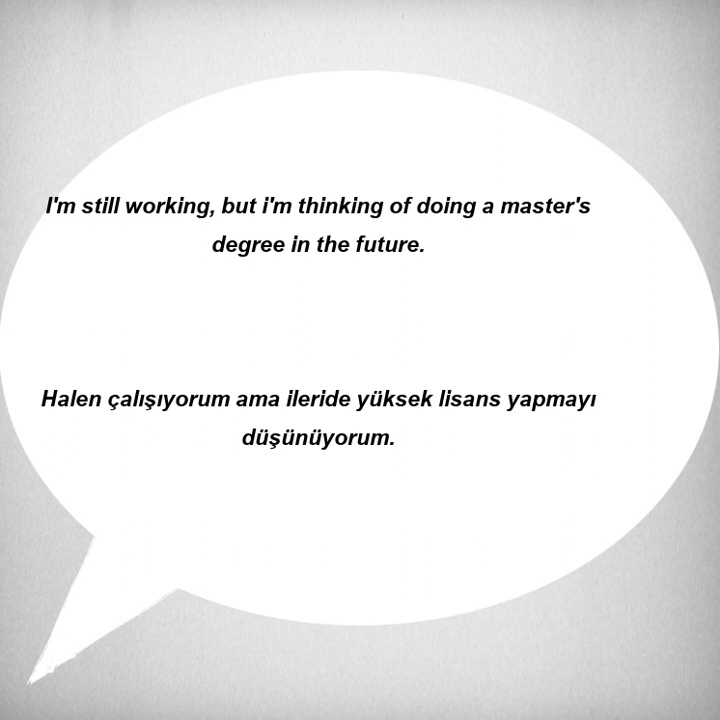 I'm still working, but i'm thinking of doing a master's
degree in the future.
Halen çalışıyorum ama ileride yüksek lisans yapmayı
düşünüyorum.